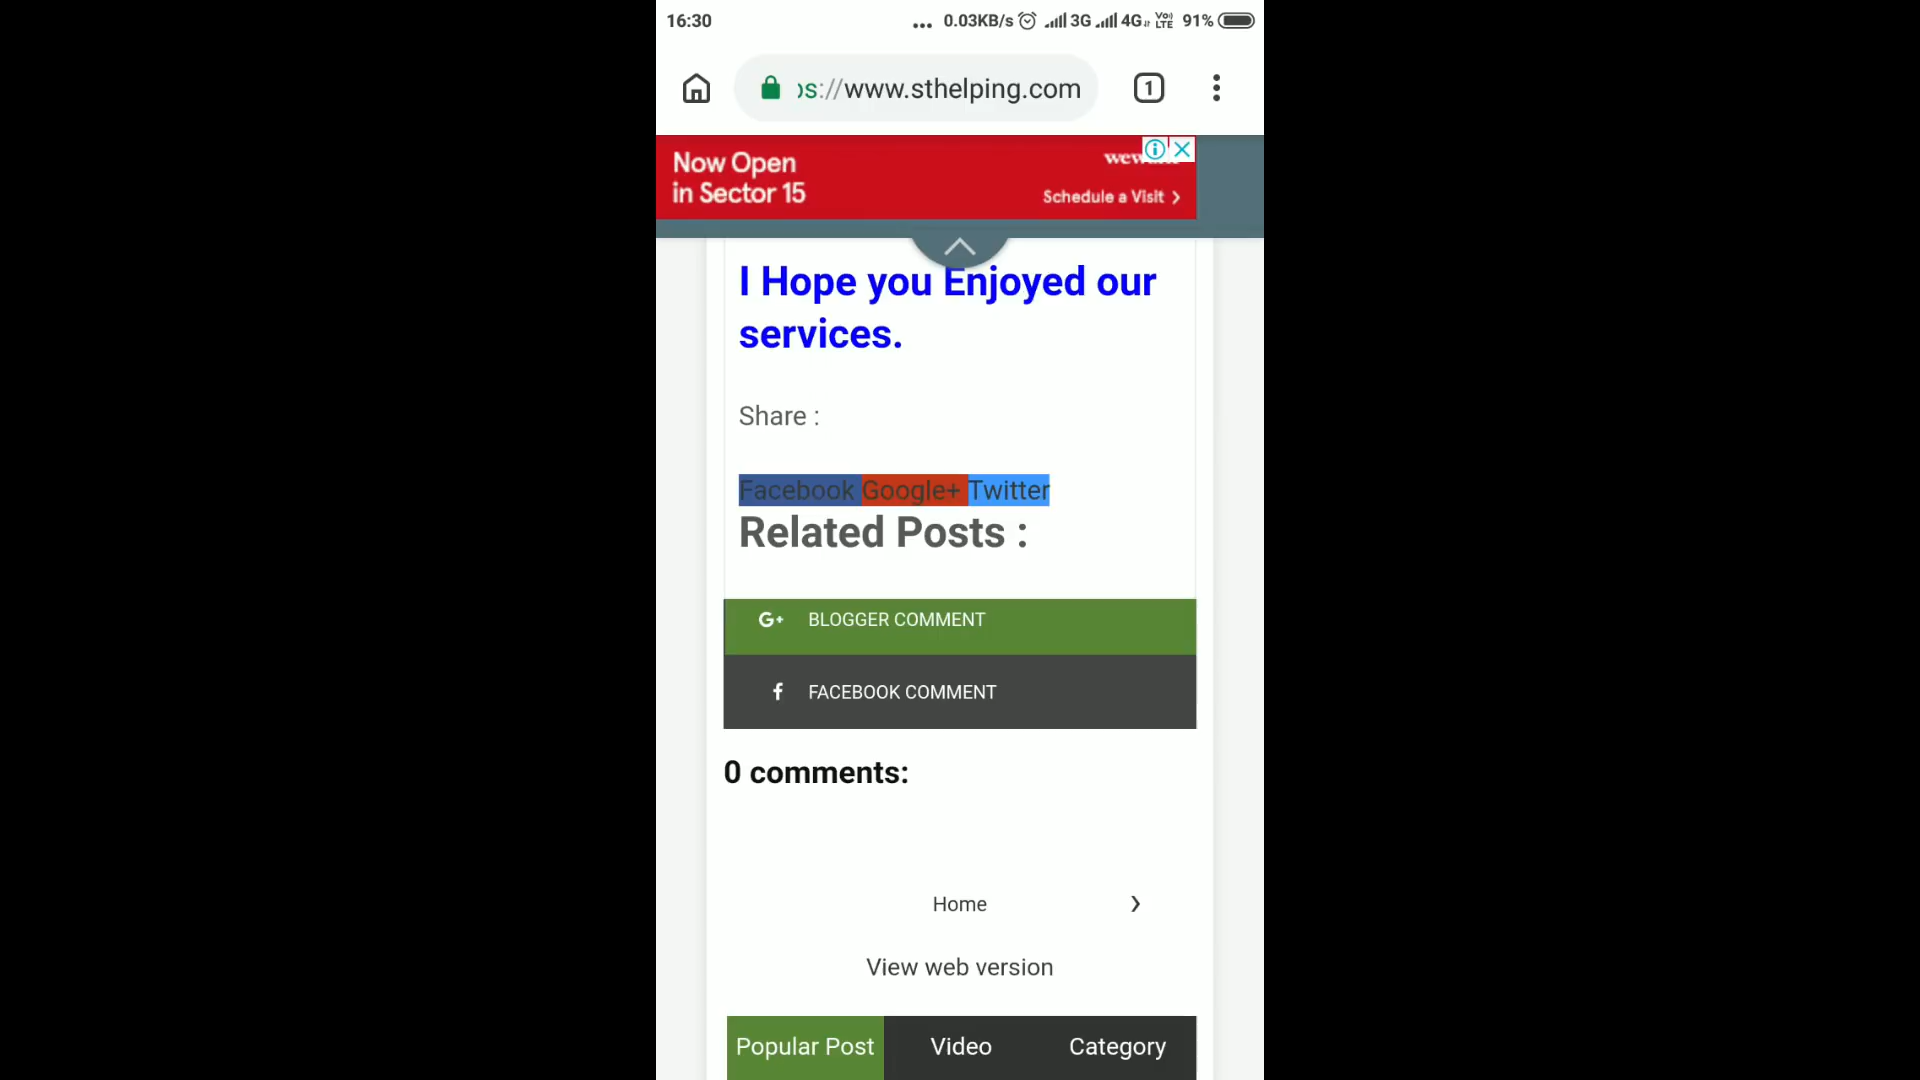 16:30
... 0.03KB/s 3G 4G VoLTE 91%
ps://www.sthelping.com
1
Now Open
in Sector 15
Schedule a Visit >
I Hope you Enjoyed our
services.
Share :
Facebook Google+ Twitter
Related Posts :
G+ BLOGGER COMMENT
f FACEBOOK COMMENT
0 comments:
Home ›
View web version
Popular Post Video Category